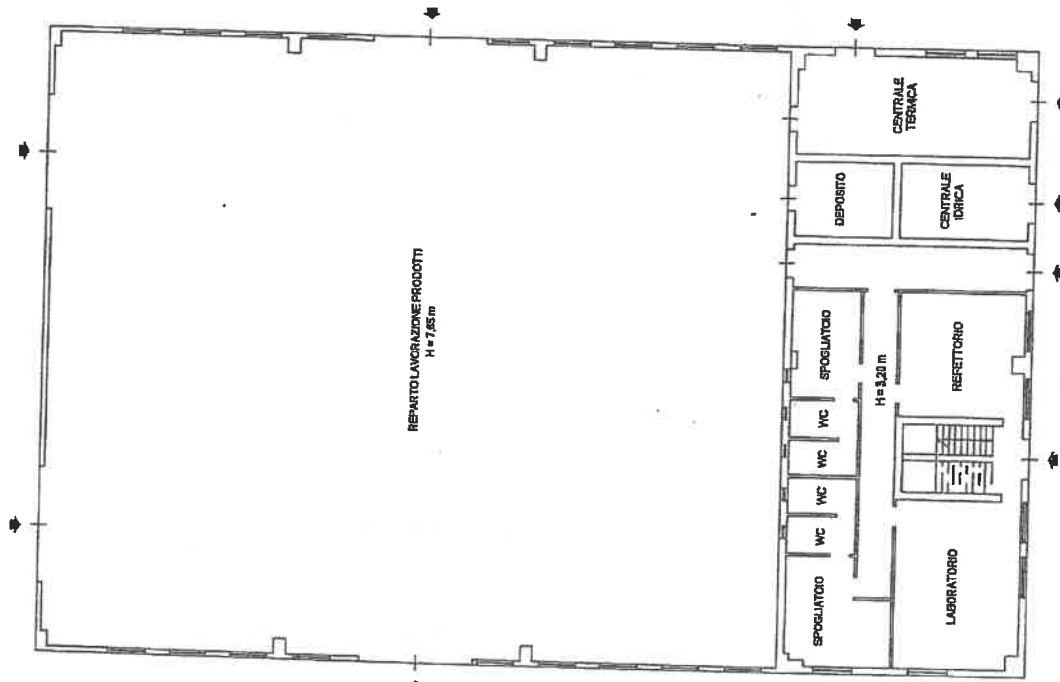 REPARTO LAVORAZIONE PRODOTTI
H = 7,65 m
CENTRALE
TERMICA
DEPOSITO
CENTRALE
IDRICA
SPOGLIATOIO
REFETTORIO
H = 3,20 m
WC
WC
WC
WC
SPOGLIATOIO
LABORATORIO